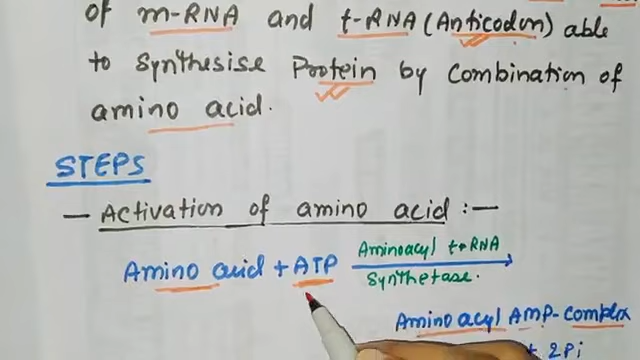 of m-RNA and t-RNA (Anticodon) able
to synthesise Protein by combination of
amino acid.
STEPS
— Activation of amino acid :—
Amino acid + ATP
Aminoacyl t-RNA
Synthetase.
Aminoacyl AMP-complex
+ 2Pi